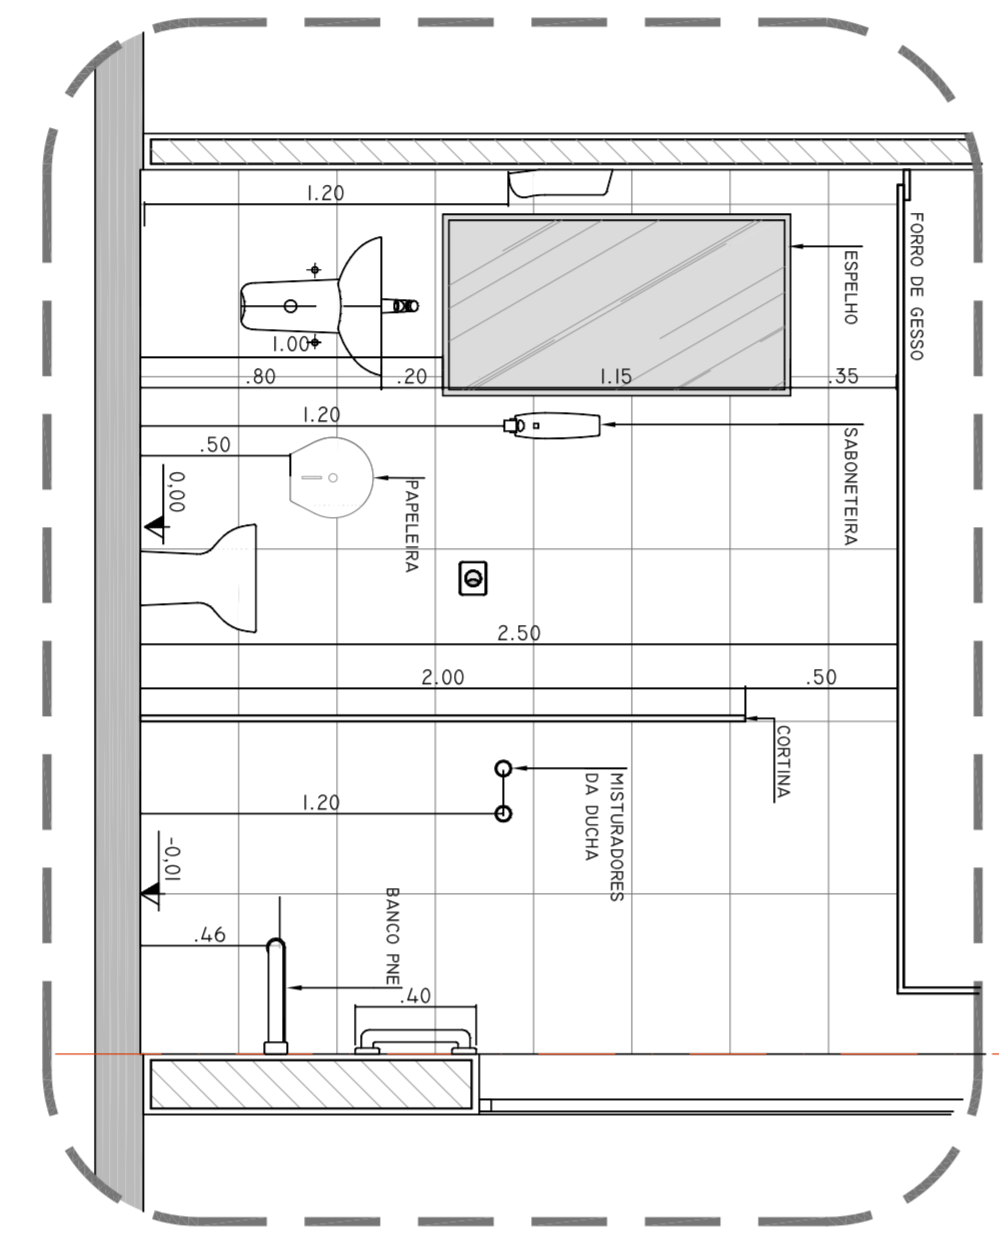 1.20
FORRO DE GESSO
ESPELHO
1.00
.80
.20
1.15
.35
1.20
SABONETEIRA
.50
0,00
PAPELEIRA
2.50
2.00
.50
CORTINA
MISTURADORES
DA DUCHA
1.20
-0,01
BANCO PNE
.46
.40